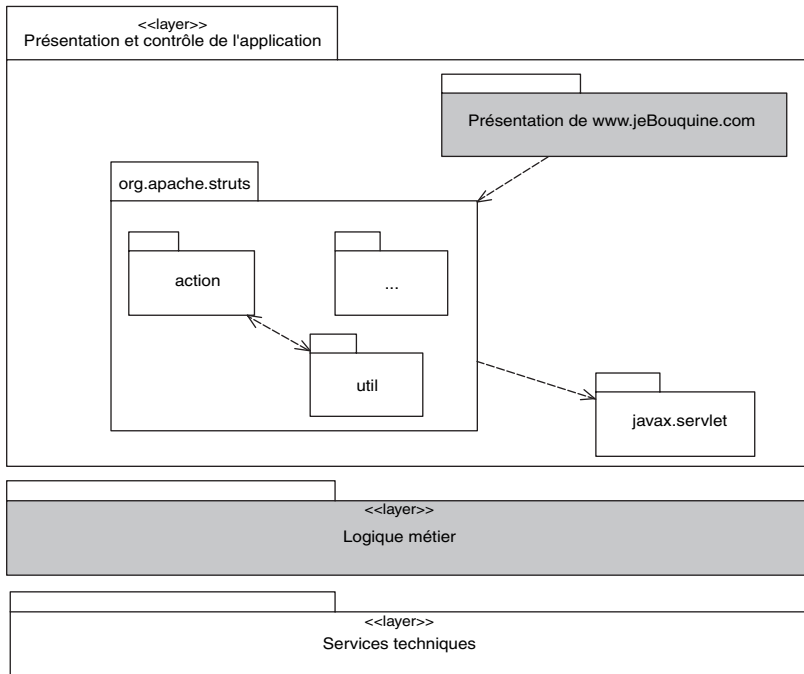 <<layer>>
Présentation et contrôle de l'application
Présentation de www.jeBouquine.com
org.apache.struts
action
...
util
javax.servlet
<<layer>>
Logique métier
<<layer>>
Services techniques